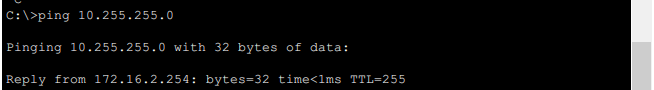 C:\>ping 10.255.255.0
Pinging 10.255.255.0 with 32 bytes of data:
Reply from 172.16.2.254: bytes=32 time<1ms TTL=255